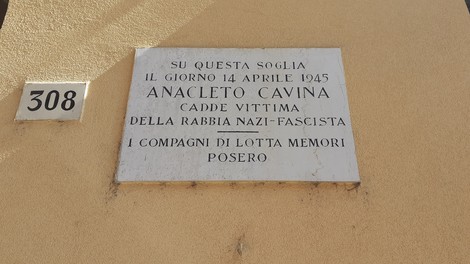 308
SU QUESTA SOGLIA
IL GIORNO 14 APRILE 1945
ANACLETO CAVINA
CADDE VITTIMA
DELLA RABBIA NAZI-FASCISTA
I COMPAGNI DI LOTTA MEMORI
POSERO